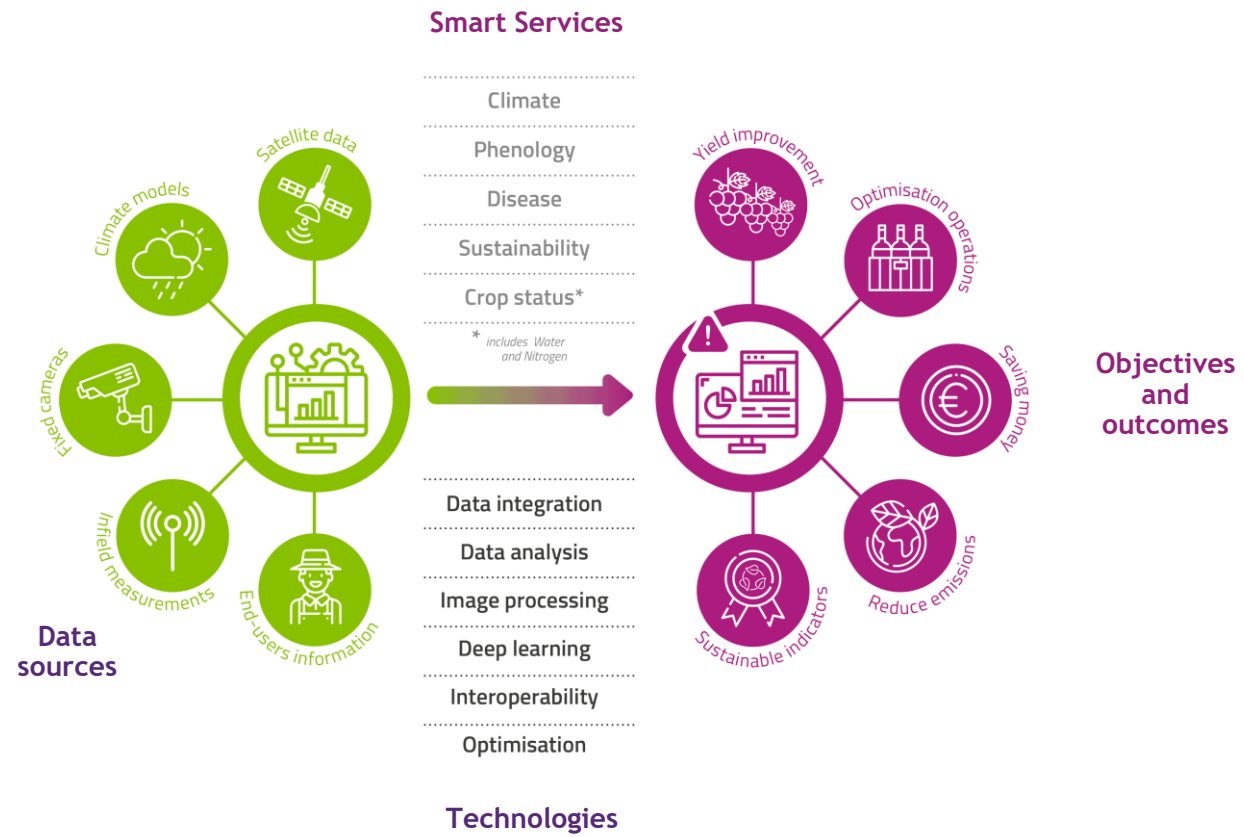 Smart Services
Climate
Phenology
Disease
Sustainability
Crop status*
* includes Water
and Nitrogen
Satellite data
Climate models
Fixed cameras
Infield measurements
End-users information
Data
sources
Yield improvement
Optimisation operations
€
Saving money
Reduce emissions
Sustainable indicators
Objectives
and
outcomes
Data integration
Data analysis
Image processing
Deep learning
Interoperability
Optimisation
Technologies